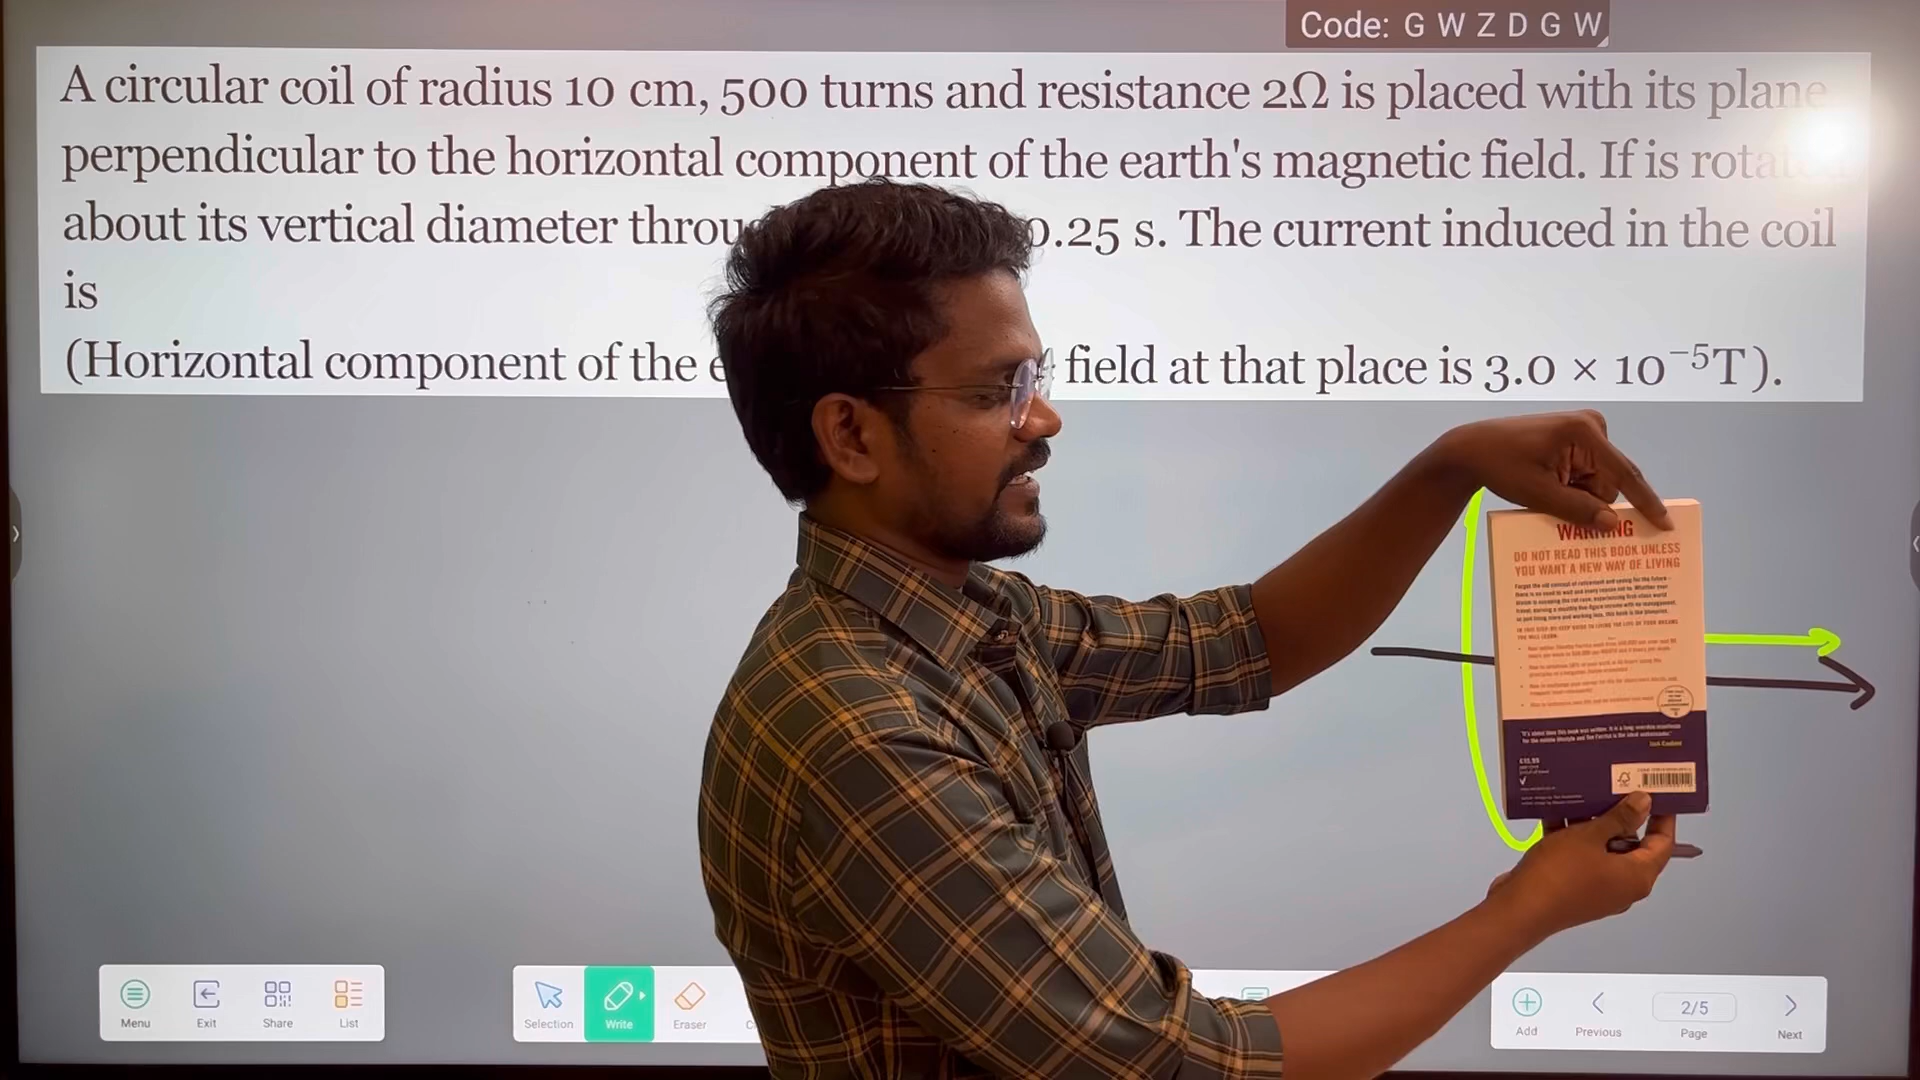 Code: G W Z D G W
A circular coil of radius 10 cm, 500 turns and resistance 2Ω is placed with its plane
perpendicular to the horizontal component of the earth's magnetic field. If is
about its vertical diameter 0.25 s. The current induced in the coil
is
(Horizontal component of the field at that place is 3.0 × 10⁻⁵T).
WARNING
DO NOT READ THIS BOOK UNLESS
YOU WANT A NEW WAY OF LIVING
Jack Canfield
Menu
Exit
Share
List
Selection
Write
Eraser
Add
Previous
2/5
Page
Next